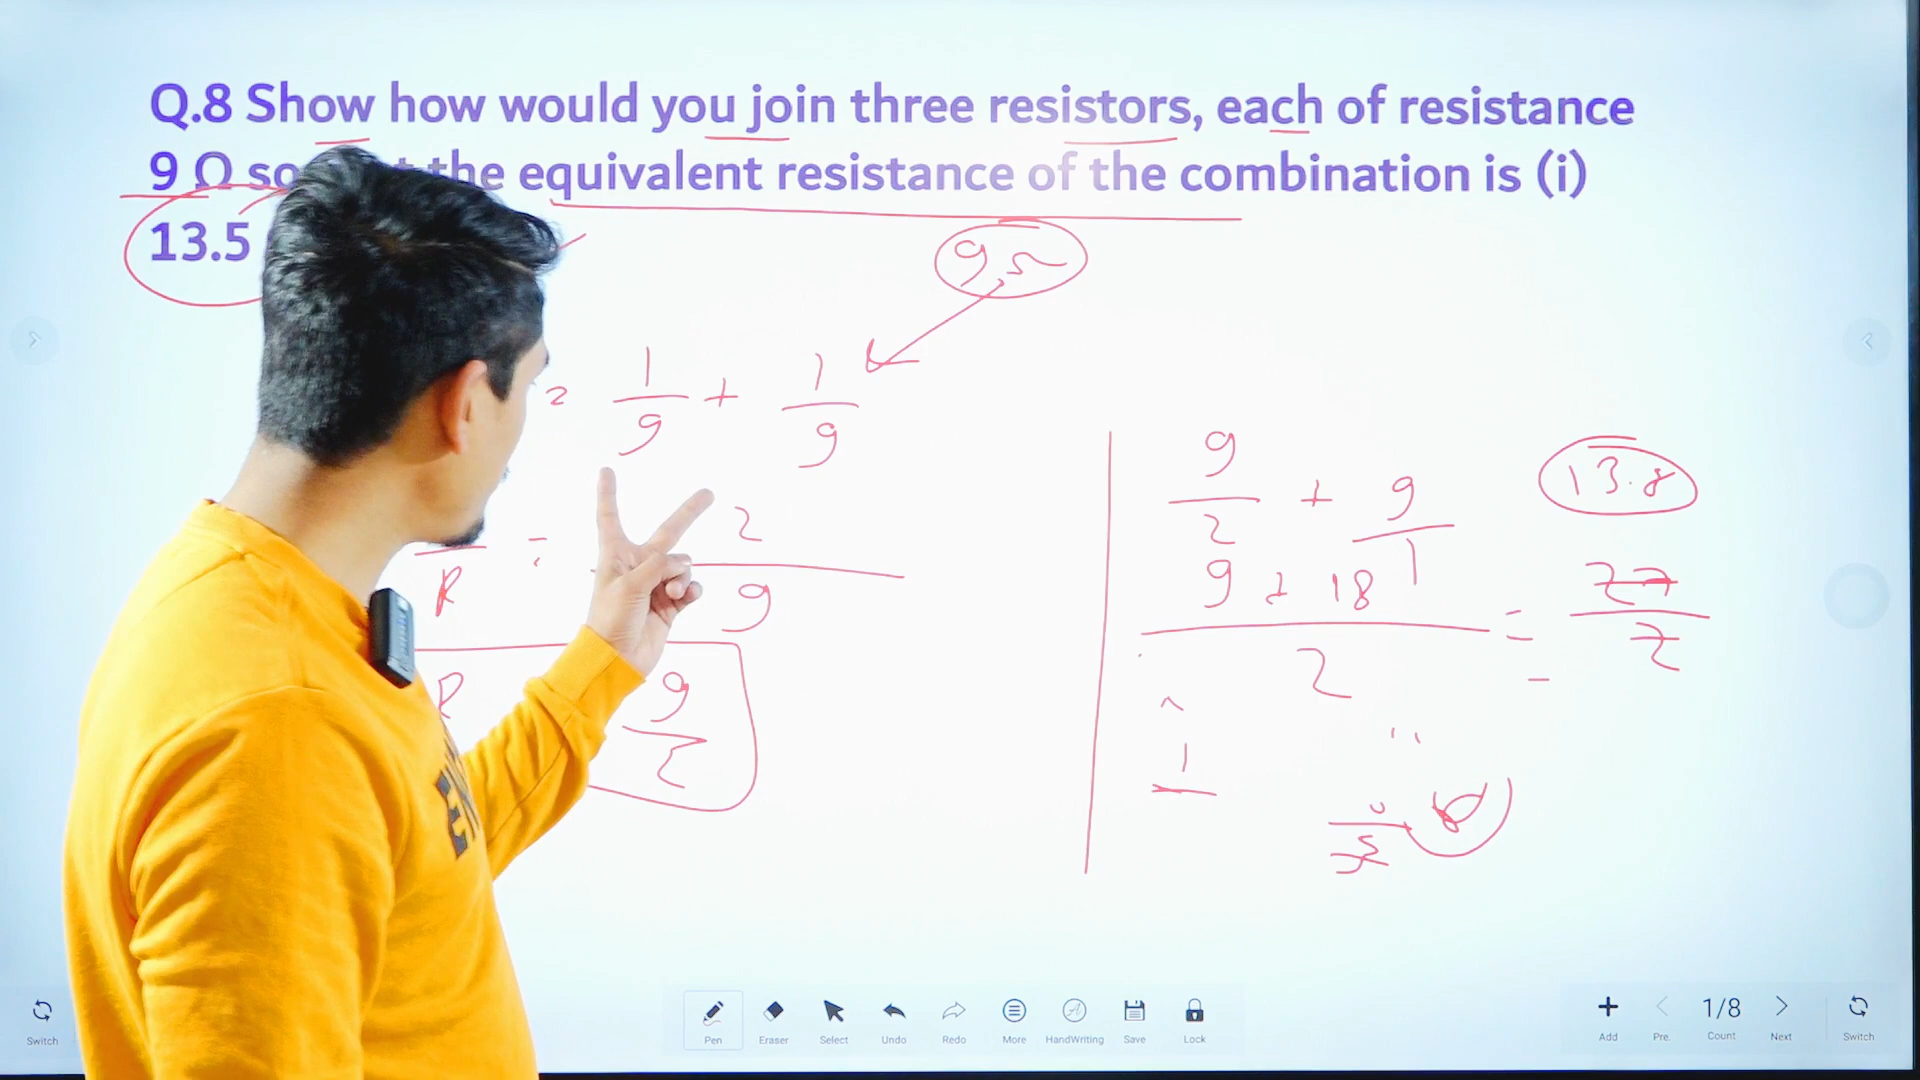 Q.8 Show how would you join three resistors, each of resistance
9 Ω so the equivalent resistance of the combination is (i)
13.5
9
= 1/9 + 1/9
R = 2/9
R 9/2
9/2 + 9/1
13.8
9 + 18 / 2 = 27/2
1
Switch
Pen Eraser Select Undo Redo More HandWriting Save Lock
Add Pre. 1/8 Count Next Switch